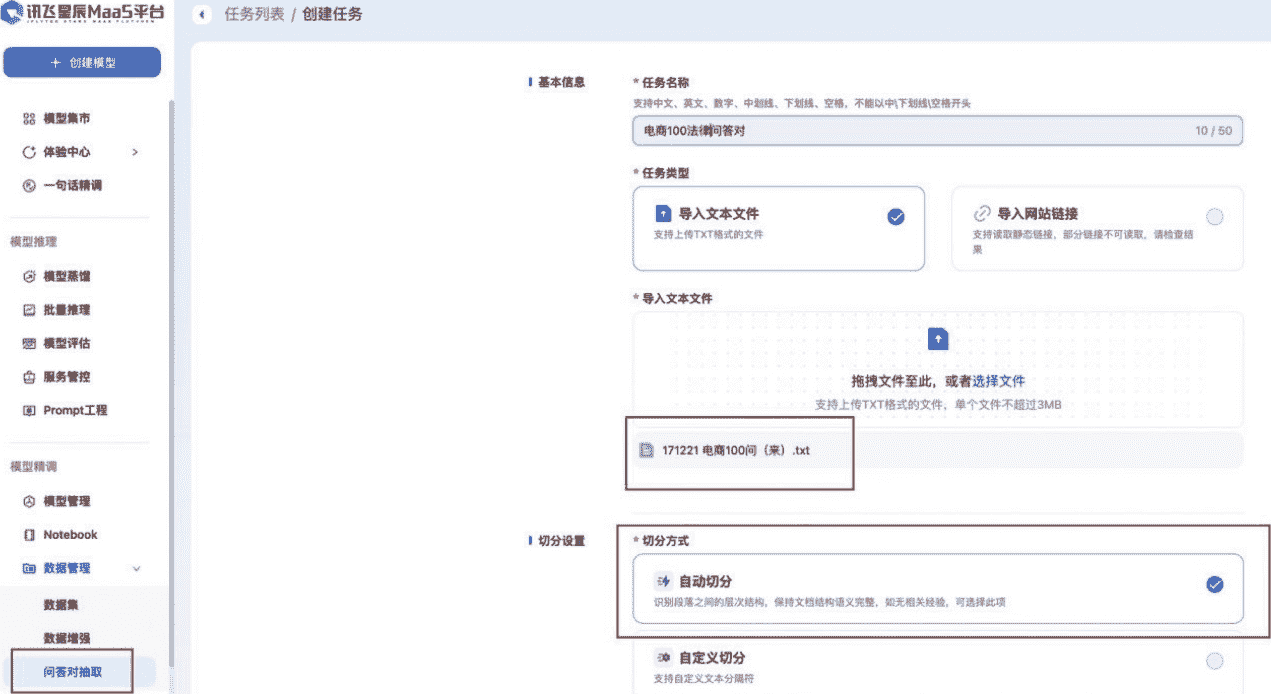 讯飞星辰MaaS平台
IFLYTEK STARS MAAS PLATFORM
任务列表 / 创建任务
+ 创建模型
模型集市
体验中心
一句话精调
模型推理
模型蒸馏
批量推理
模型评估
服务管控
Prompt工程
模型精调
模型管理
Notebook
数据管理
数据集
数据增强
问答对抽取
基本信息
* 任务名称
支持中文、英文、数字、中划线、下划线、空格，不能以中\下划线\空格开头
电商100法律问答对
10 / 50
* 任务类型
导入文本文件
支持上传TXT格式的文件
导入网站链接
支持读取静态链接，部分链接不可读取，请检查结
果
* 导入文本文件
拖拽文件至此，或者选择文件
支持上传TXT格式的文件，单个文件不超过3MB
171221 电商100问（来）.txt
切分设置
* 切分方式
自动切分
识别段落之间的层次结构，保持文档结构语义完整，如无相关经验，可选择此项
自定义切分
支持自定义文本分隔符